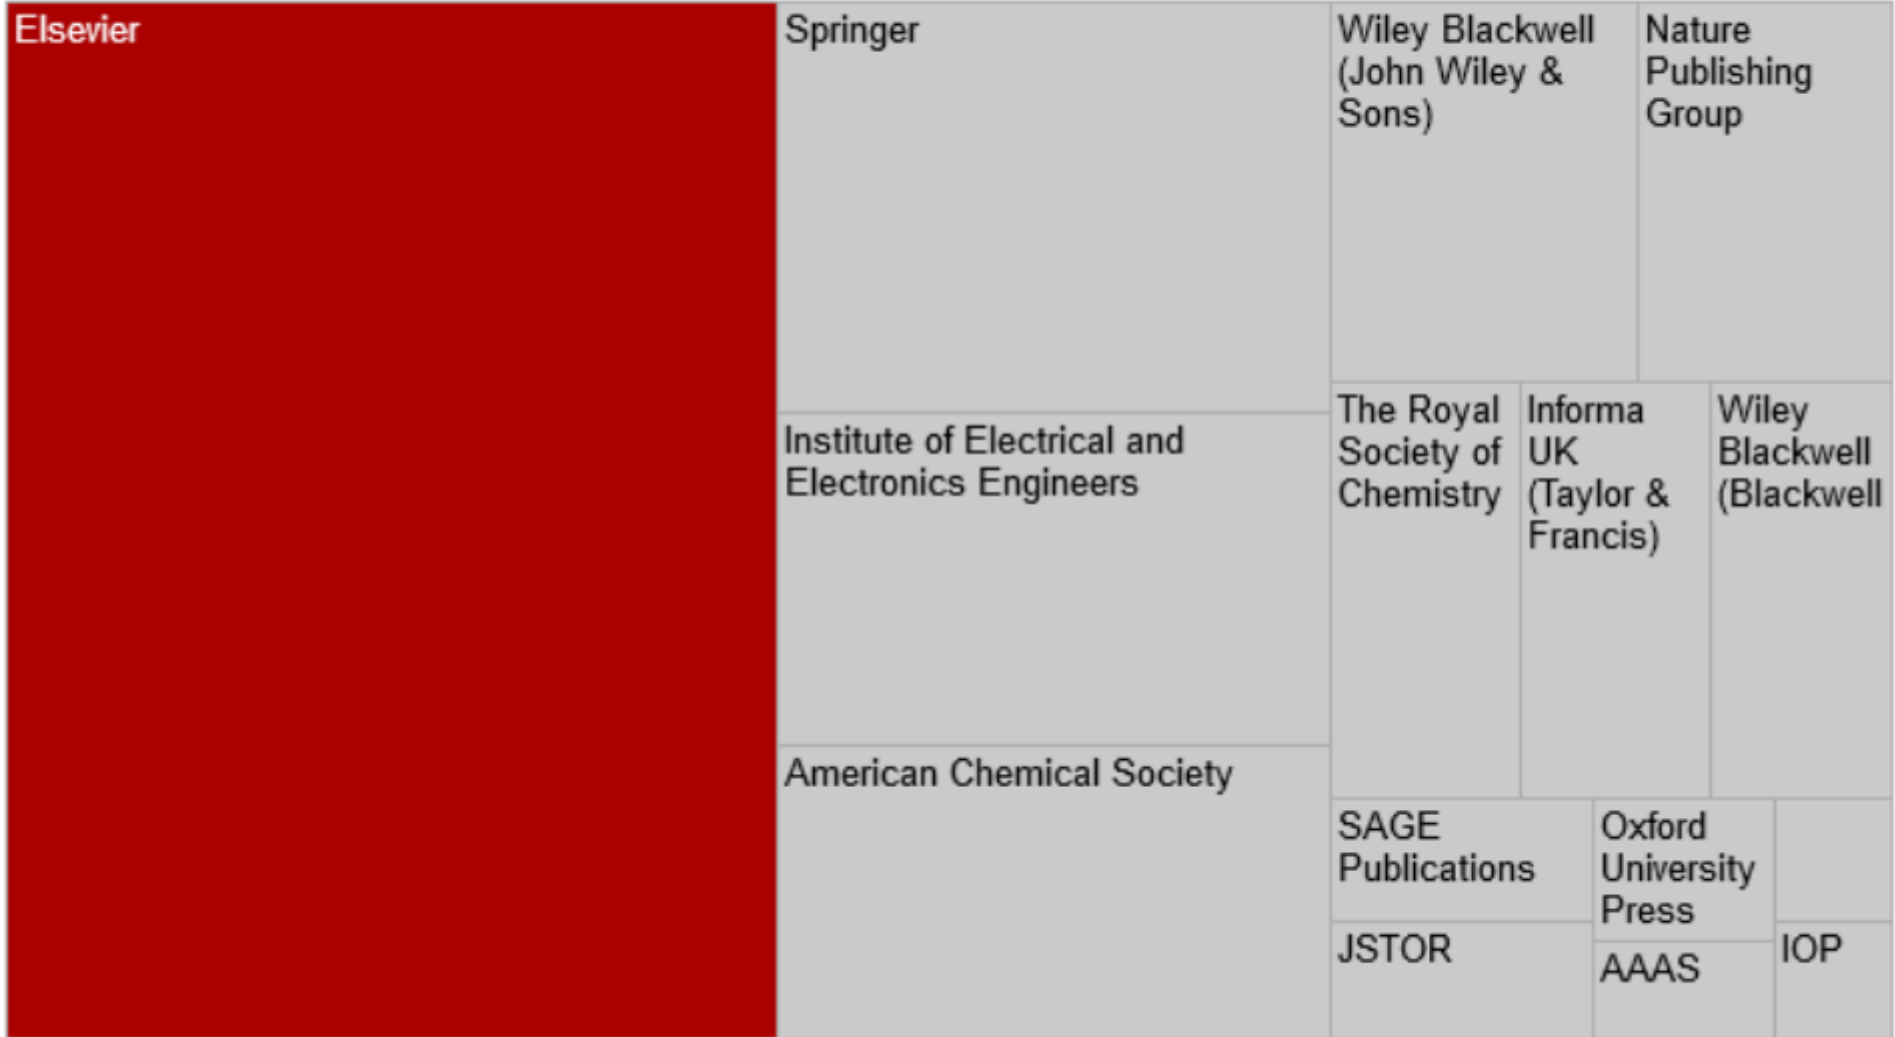 Elsevier
Springer
Institute of Electrical and
Electronics Engineers
American Chemical Society
Wiley Blackwell
(John Wiley &
Sons)
Nature
Publishing
Group
The Royal
Society of
Chemistry
Informa
UK
(Taylor &
Francis)
Wiley
Blackwell
(Blackwell
SAGE
Publications
Oxford
University
Press
JSTOR
AAAS
IOP